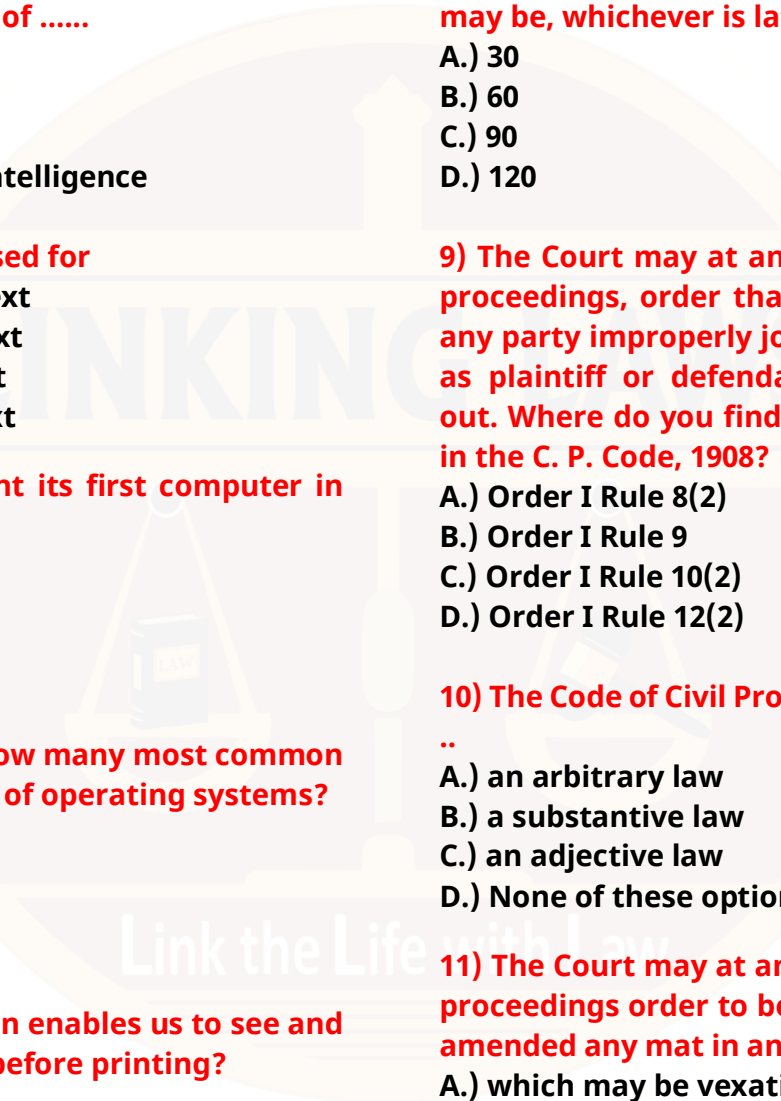 of ......
ntelligence
sed for
ext
xt
t
xt
nt its first computer in
ow many most common
of operating systems?
n enables us to see and
before printing?
may be, whichever is la
A.) 30
B.) 60
C.) 90
D.) 120
9) The Court may at an
proceedings, order tha
any party improperly jo
as plaintiff or defenda
out. Where do you find
in the C. P. Code, 1908?
A.) Order I Rule 8(2)
B.) Order I Rule 9
C.) Order I Rule 10(2)
D.) Order I Rule 12(2)
10) The Code of Civil Pro
..
A.) an arbitrary law
B.) a substantive law
C.) an adjective law
D.) None of these option
11) The Court may at an
proceedings order to be
amended any mat in an
A.) which may be vexati
INKING LAW
LAW
Link the Life with Law